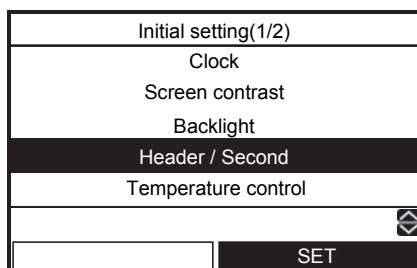 Initial setting(1/2)
Clock
Screen contrast
Backlight
Header / Second
Temperature control
SET